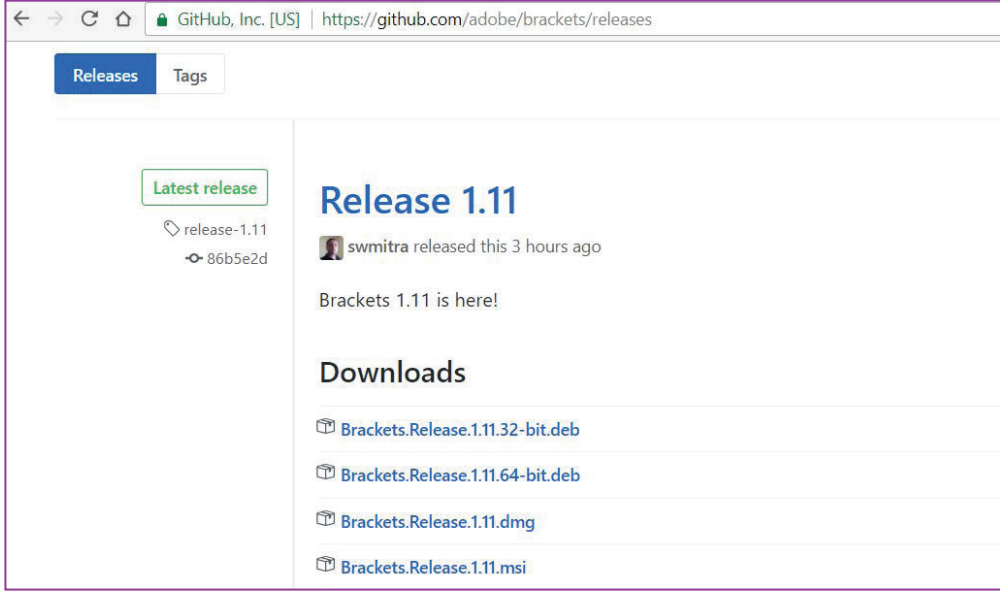 GitHub, Inc. [US] | https://github.com/adobe/brackets/releases
Releases Tags
Latest release
release-1.11
86b5e2d
Release 1.11
swmitra released this 3 hours ago
Brackets 1.11 is here!
Downloads
Brackets.Release.1.11.32-bit.deb
Brackets.Release.1.11.64-bit.deb
Brackets.Release.1.11.dmg
Brackets.Release.1.11.msi